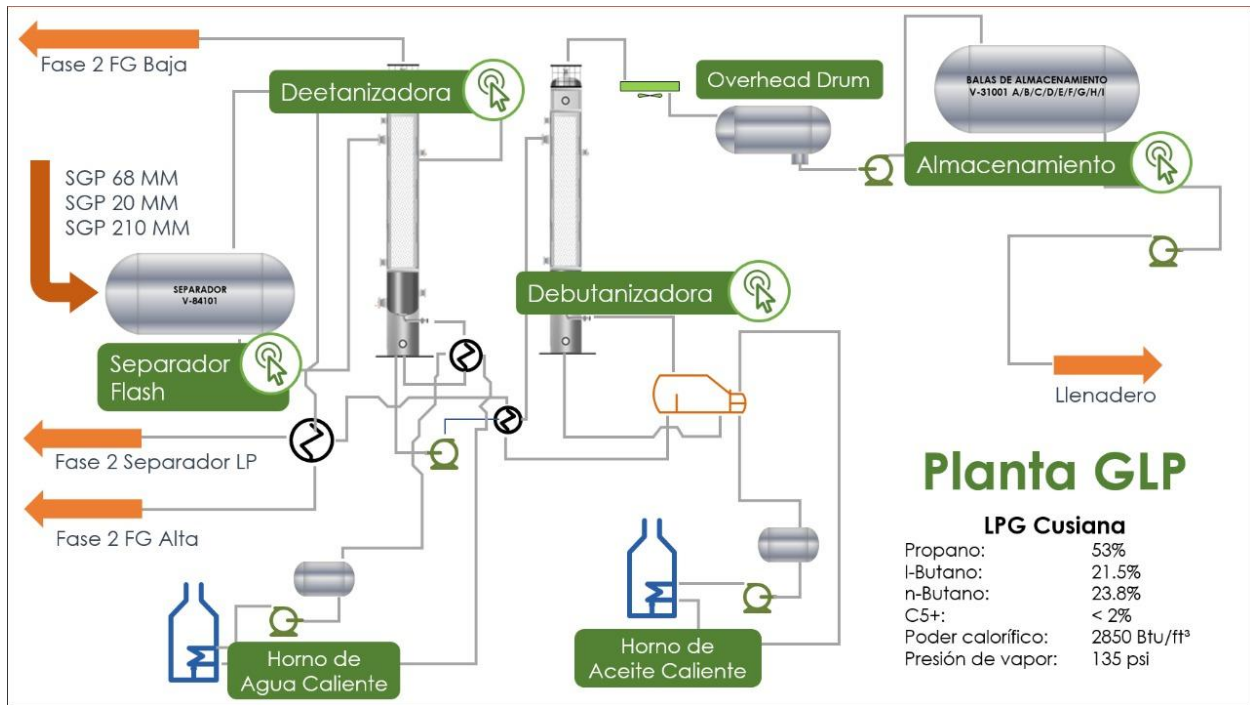 Fase 2 FG Baja
Deetanizadora
Overhead Drum
BALAS DE ALMACENAMIENTO
V-31001 A/B/C/D/E/F/G/H/I
Almacenamiento
SGP 68 MM
SGP 20 MM
SGP 210 MM
SEPARADOR
V-84101
Separador
Flash
Debutanizadora
Llenadero
Fase 2 Separador LP
Fase 2 FG Alta
Horno de
Agua Caliente
Horno de
Aceite Caliente
Planta GLP
LPG Cusiana
Propano: 53%
I-Butano: 21.5%
n-Butano: 23.8%
C5+: < 2%
Poder calorífico: 2850 Btu/ft³
Presión de vapor: 135 psi